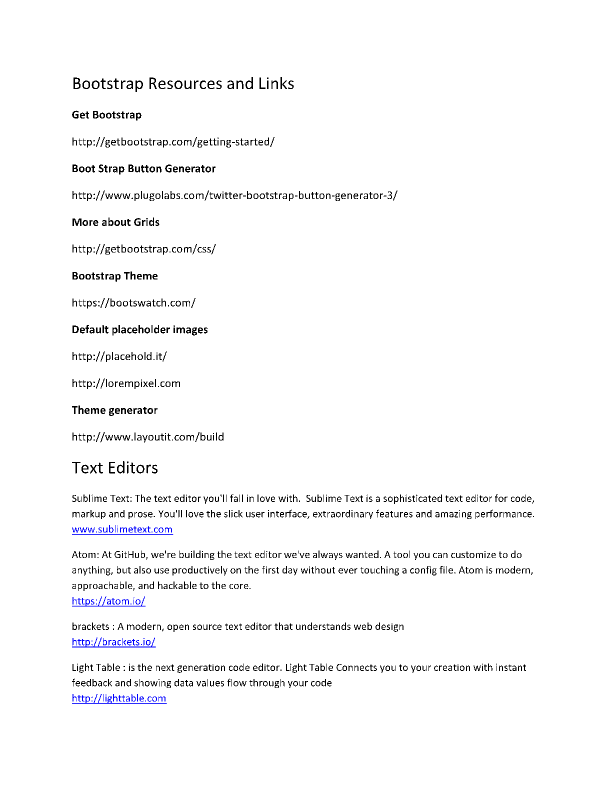 Bootstrap Resources and Links
Get Bootstrap
http://getbootstrap.com/getting-started/
Boot Strap Button Generator
http://www.plugolabs.com/twitter-bootstrap-button-generator-3/
More about Grids
http://getbootstrap.com/css/
Bootstrap Theme
https://bootswatch.com/
Default placeholder images
http://placehold.it/
http://lorempixel.com
Theme generator
http://www.layoutit.com/build
Text Editors
Sublime Text: The text editor you'll fall in love with.  Sublime Text is a sophisticated text editor for code,
markup and prose. You'll love the slick user interface, extraordinary features and amazing performance.
www.sublimetext.com
Atom: At GitHub, we're building the text editor we've always wanted. A tool you can customize to do
anything, but also use productively on the first day without ever touching a config file. Atom is modern,
approachable, and hackable to the core.
https://atom.io/
brackets : A modern, open source text editor that understands web design
http://brackets.io/
Light Table : is the next generation code editor. Light Table Connects you to your creation with instant
feedback and showing data values flow through your code
http://lighttable.com